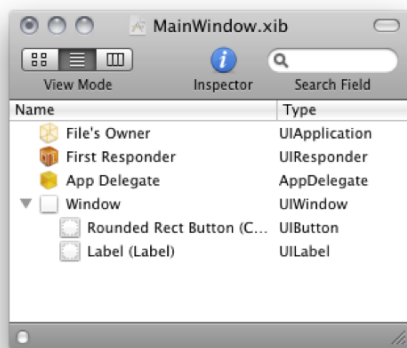 MainWindow.xib
View Mode Inspector Search Field
Name Type
File's Owner UIApplication
First Responder UIResponder
App Delegate AppDelegate
Window UIWindow
Rounded Rect Button (C... UIButton
Label (Label) UILabel